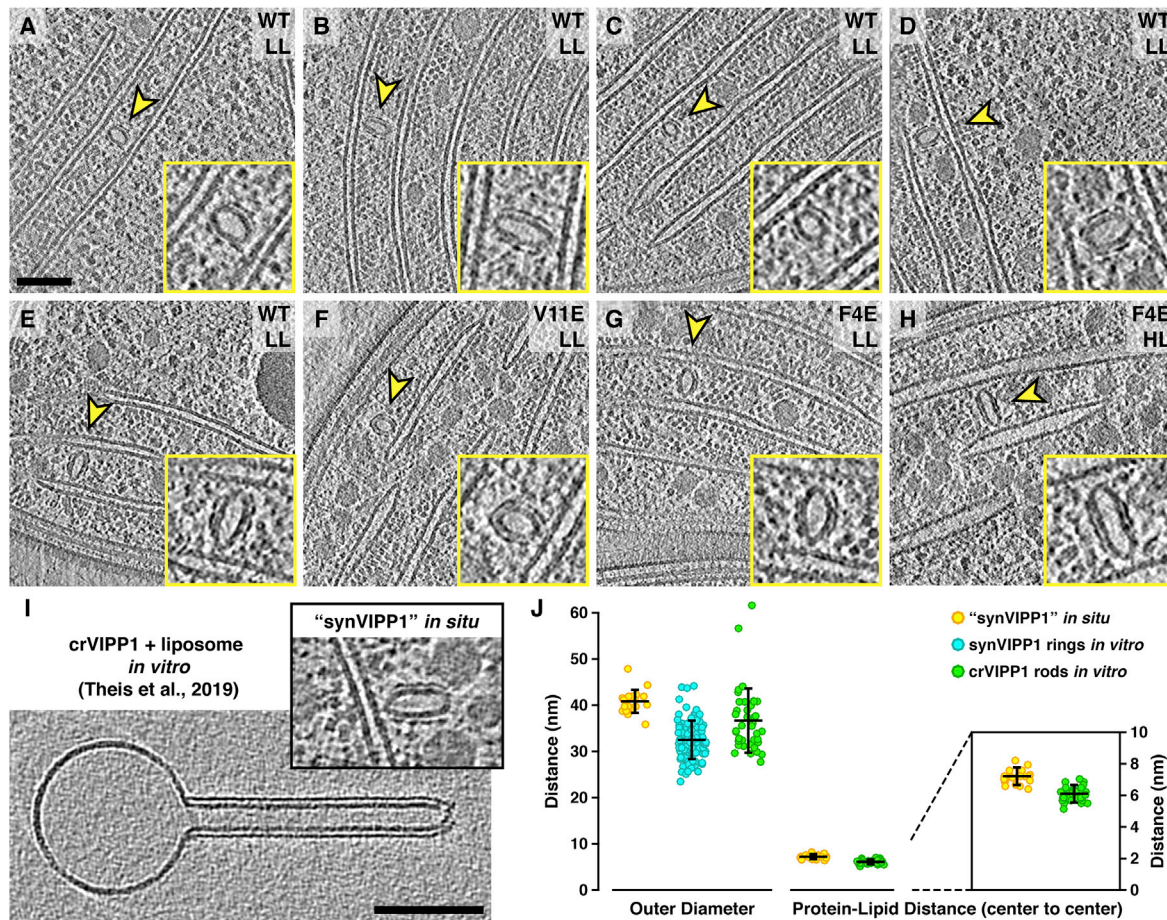 A
WT
LL
B
WT
LL
C
WT
LL
D
WT
LL
E
WT
LL
F
V11E
LL
G
F4E
LL
H
F4E
HL
I
crVIPP1 + liposome
in vitro
(Theis et al., 2019)
"synVIPP1" in situ
J
"synVIPP1" in situ
synVIPP1 rings in vitro
crVIPP1 rods in vitro
Distance (nm)
60
50
40
30
20
10
0
10
8
6
4
2
0
Distance (nm)
Outer Diameter
Protein-Lipid Distance (center to center)